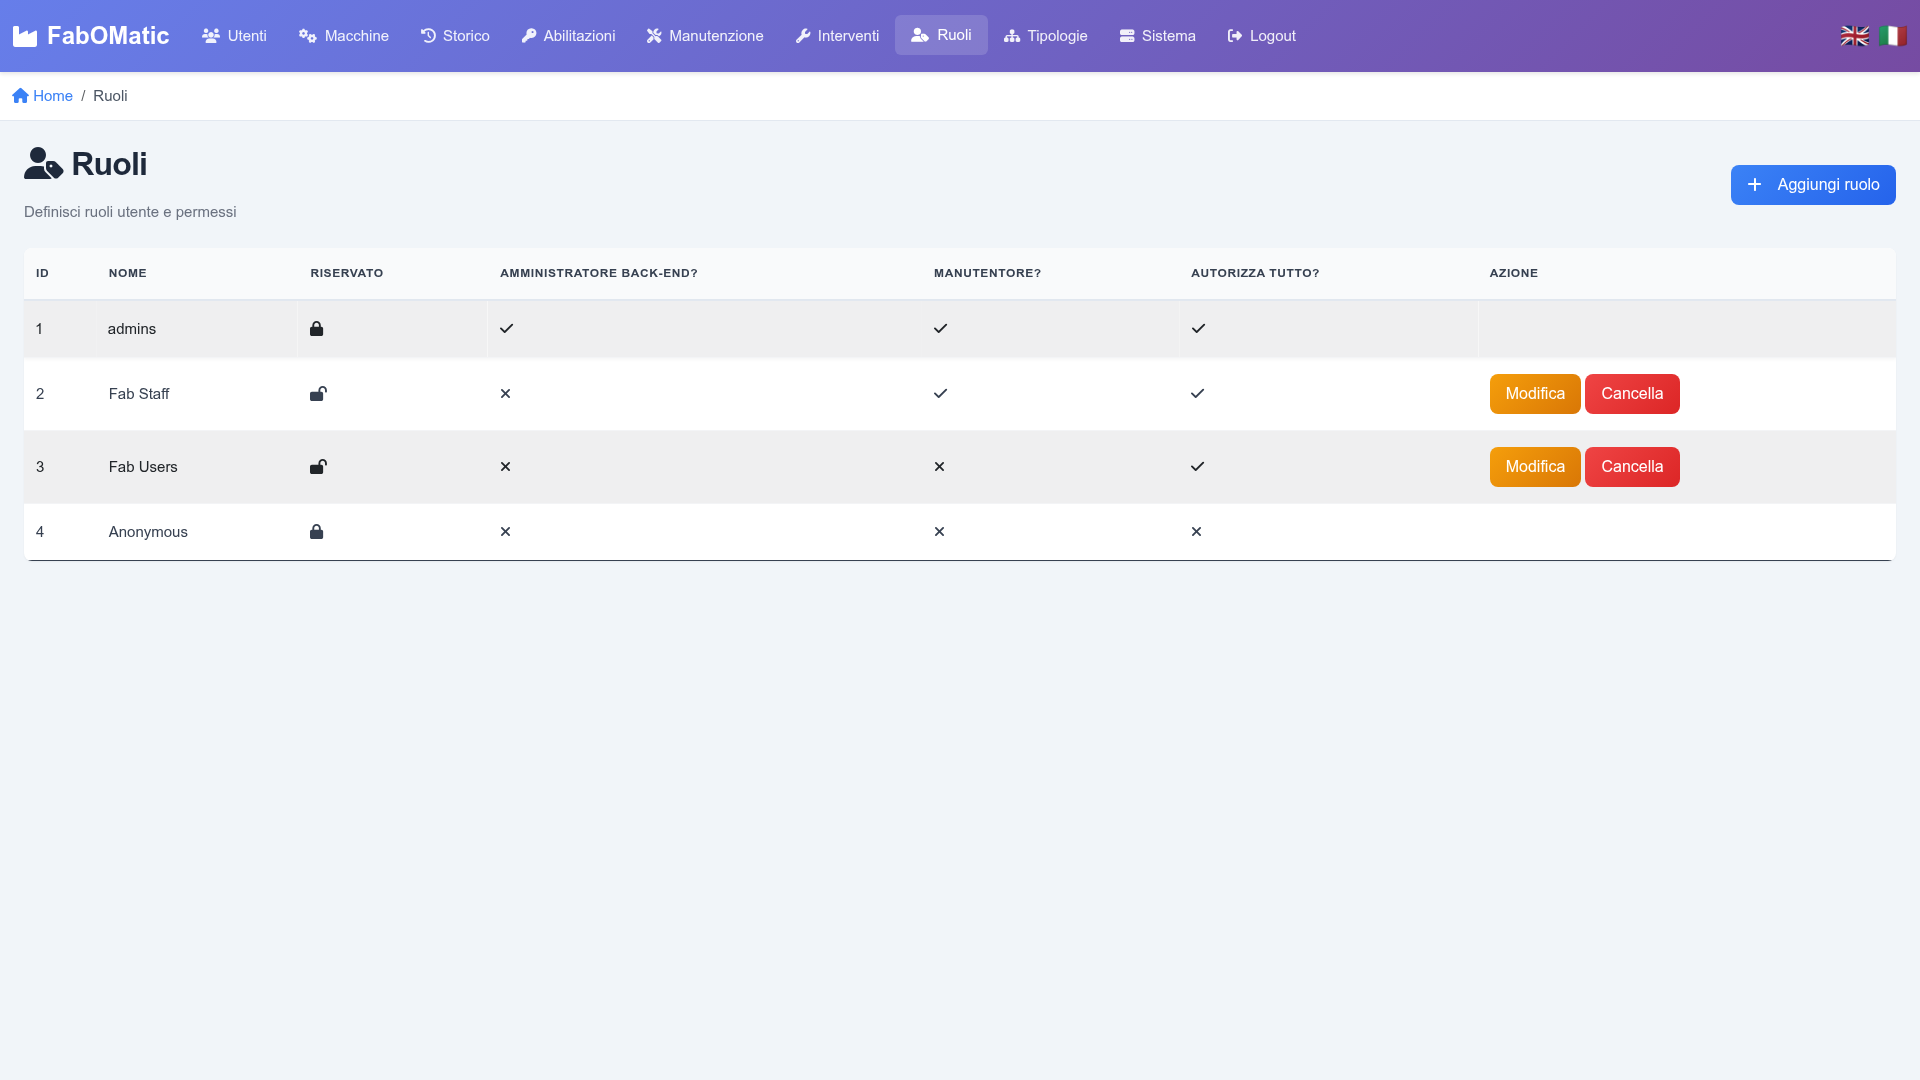 FabOMatic Utenti Macchine Storico Abilitazioni Manutenzione Interventi Ruoli Tipologie Sistema Logout
Home / Ruoli
Ruoli
Aggiungi ruolo
Definisci ruoli utente e permessi
ID NOME RISERVATO AMMINISTRATORE BACK-END? MANUTENTORE? AUTORIZZA TUTTO? AZIONE
1 admins
2 Fab Staff Modifica Cancella
3 Fab Users Modifica Cancella
4 Anonymous